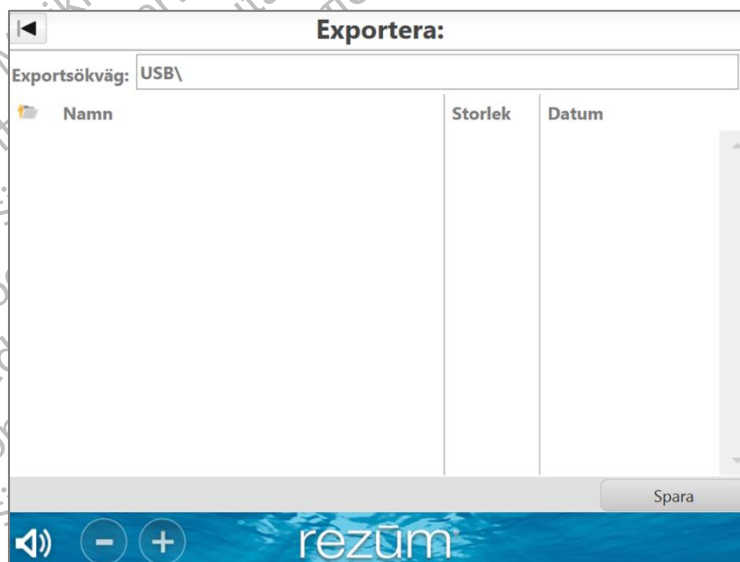 Exportera:
Exportsökväg: USB\
Namn Storlek Datum
Spara
rezūm